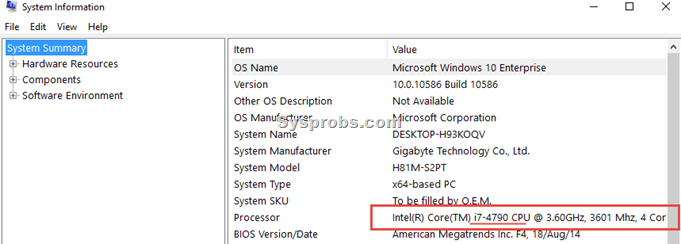 System Information
File Edit View Help
System Summary
Hardware Resources
Components
Software Environment
Item Value
OS Name Microsoft Windows 10 Enterprise
Version 10.0.10586 Build 10586
Other OS Description Not Available
OS Manufacturer Microsoft Corporation
Sysprobs.com
System Name DESKTOP-H93KOQV
System Manufacturer Gigabyte Technology Co., Ltd.
System Model H81M-S2PT
System Type x64-based PC
System SKU To be filled by O.E.M.
Processor Intel(R) Core(TM) i7-4790 CPU @ 3.60GHz, 3601 Mhz, 4 Cor
BIOS Version/Date American Megatrends Inc. F4, 18/Aug/14